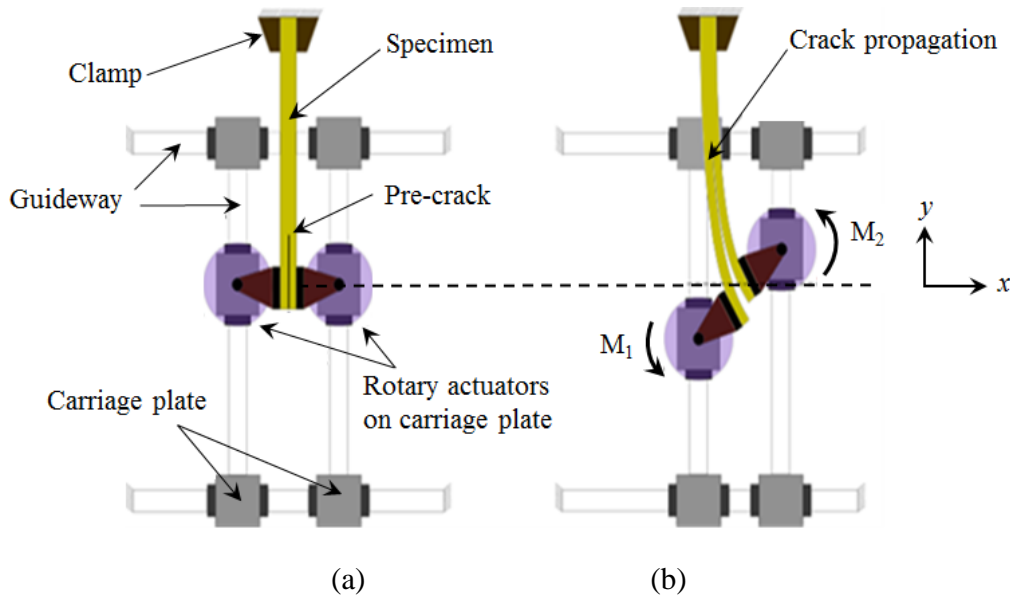 Clamp
Specimen
Guideway
Pre-crack
Carriage plate
Rotary actuators
on carriage plate
(a)
Crack propagation
M₂
M₁
y
x
(b)